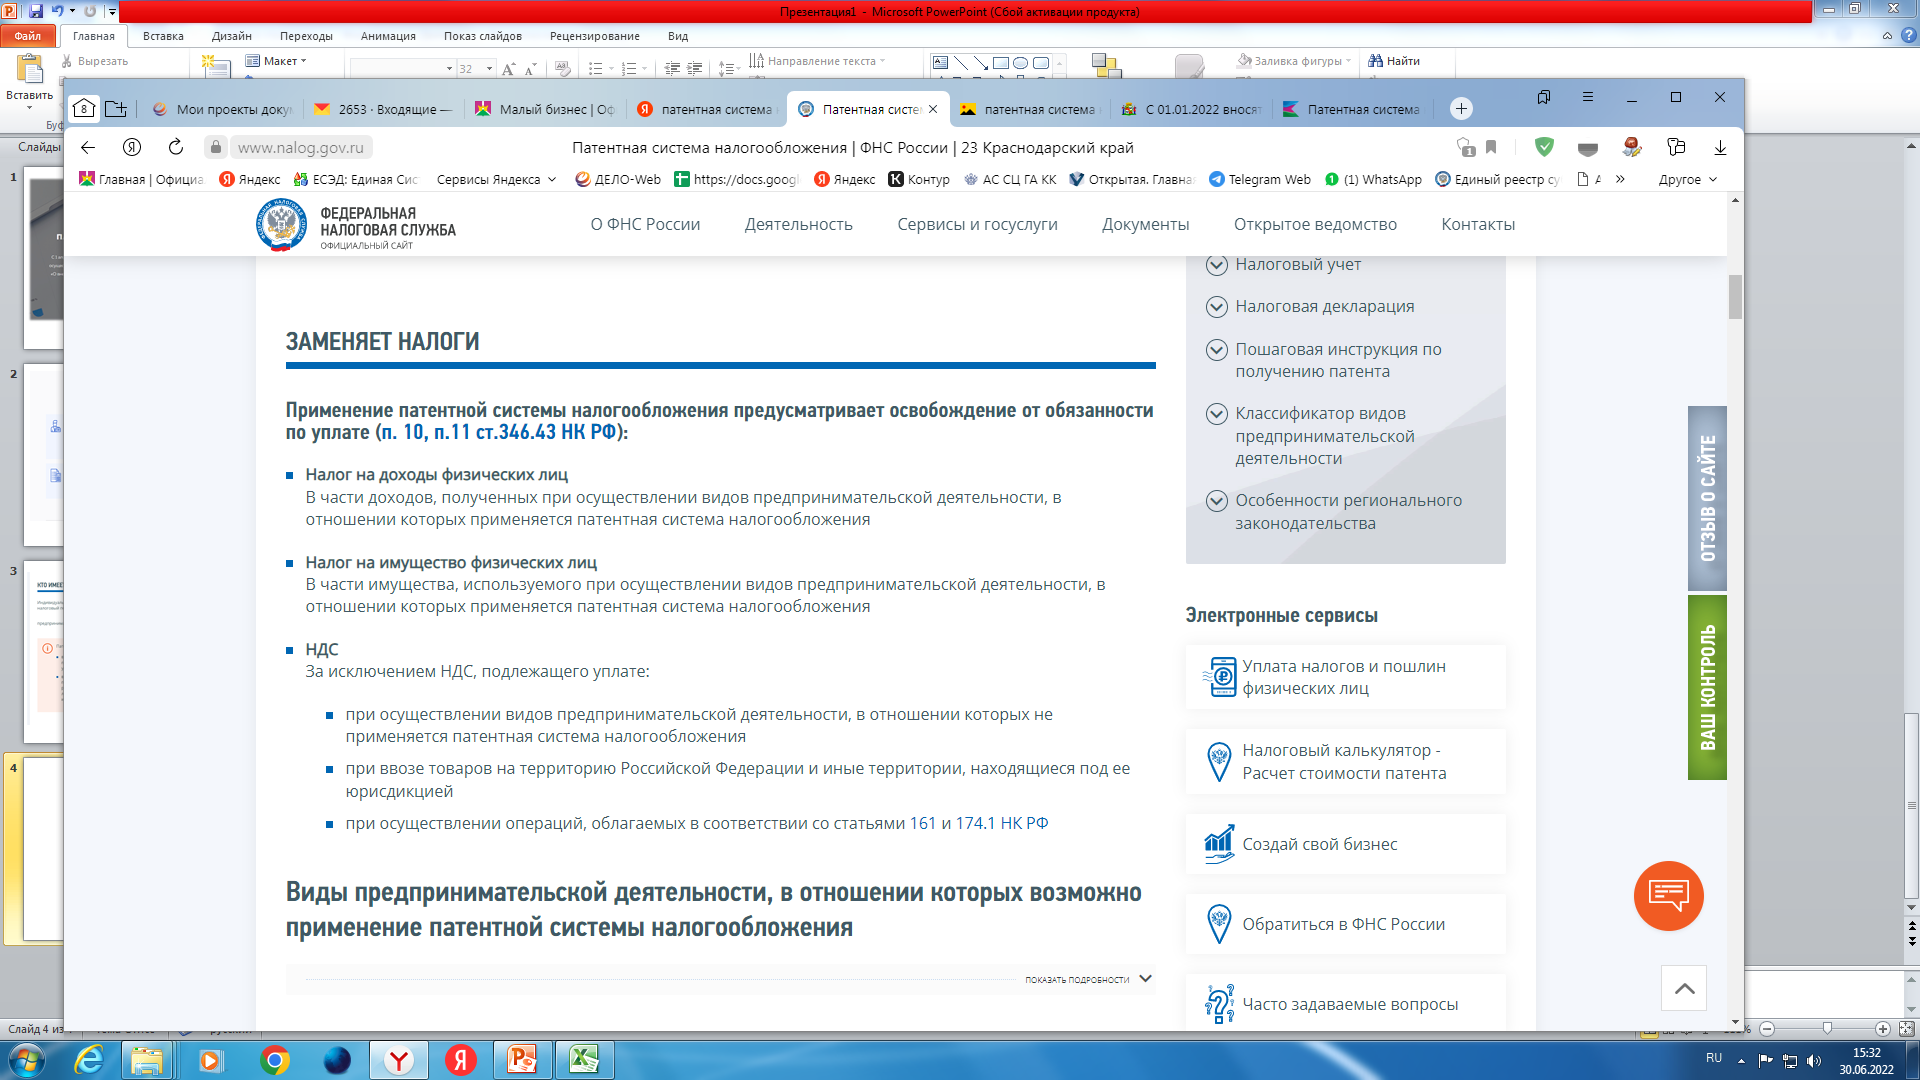 Презентация1 - Microsoft PowerPoint (Сбой активации продукта)
Файл Главная Вставка Дизайн Переходы Анимация Показ слайдов Рецензирование Вид
Вырезать
Макет
32
Направление текста
Заливка фигуры
Найти
Вставить
Слайды
Мои проекты доку
2653 · Входящие —
Малый бизнес | Оф
патентная система
Патентная систе
патентная система
С 01.01.2022 внося
Патентная система
www.nalog.gov.ru
Патентная система налогообложения | ФНС России | 23 Краснодарский край
1
Главная | Официа
Яндекс
ЕСЭД: Единая Сис
Сервисы Яндекса
ДЕЛО-Web
https://docs.googl
Яндекс
Контур
АС СЦ ГА КК
Открытая. Главна
Telegram Web
(1) WhatsApp
Единый реестр су
Другое
ФЕДЕРАЛЬНАЯ
НАЛОГОВАЯ СЛУЖБА
ОФИЦИАЛЬНЫЙ САЙТ
О ФНС России Деятельность Сервисы и госуслуги Документы Открытое ведомство Контакты
ЗАМЕНЯЕТ НАЛОГИ
Применение патентной системы налогообложения предусматривает освобождение от обязанности
по уплате (п. 10, п.11 ст.346.43 НК РФ):
Налог на доходы физических лиц
В части доходов, полученных при осуществлении видов предпринимательской деятельности, в
отношении которых применяется патентная система налогообложения
Налог на имущество физических лиц
В части имущества, используемого при осуществлении видов предпринимательской деятельности, в
отношении которых применяется патентная система налогообложения
НДС
За исключением НДС, подлежащего уплате:
при осуществлении видов предпринимательской деятельности, в отношении которых не
применяется патентная система налогообложения
при ввозе товаров на территорию Российской Федерации и иные территории, находящиеся под ее
юрисдикцией
при осуществлении операций, облагаемых в соответствии со статьями 161 и 174.1 НК РФ
Виды предпринимательской деятельности, в отношении которых возможно
применение патентной системы налогообложения
ПОКАЗАТЬ ПОДРОБНОСТИ
Налоговый учет
Налоговая декларация
Пошаговая инструкция по
получению патента
Классификатор видов
предпринимательской
деятельности
Особенности регионального
законодательства
Электронные сервисы
Уплата налогов и пошлин
физических лиц
Налоговый калькулятор -
Расчет стоимости патента
Создай свой бизнес
Обратиться в ФНС России
Часто задаваемые вопросы
ОТЗЫВ О САЙТЕ
ВАШ КОНТРОЛЬ
1
2
3
4
Слайд 4 из
RU
15:32
30.06.2022